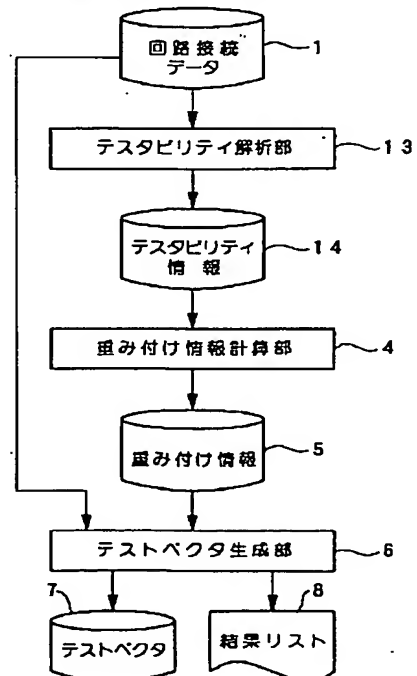 回路接続
データ
1
テスタビリティ解析部
13
テスタビリティ
情報
14
重み付け情報計算部
4
重み付け情報
5
テストベクタ生成部
6
7
テストベクタ
8
結果リスト